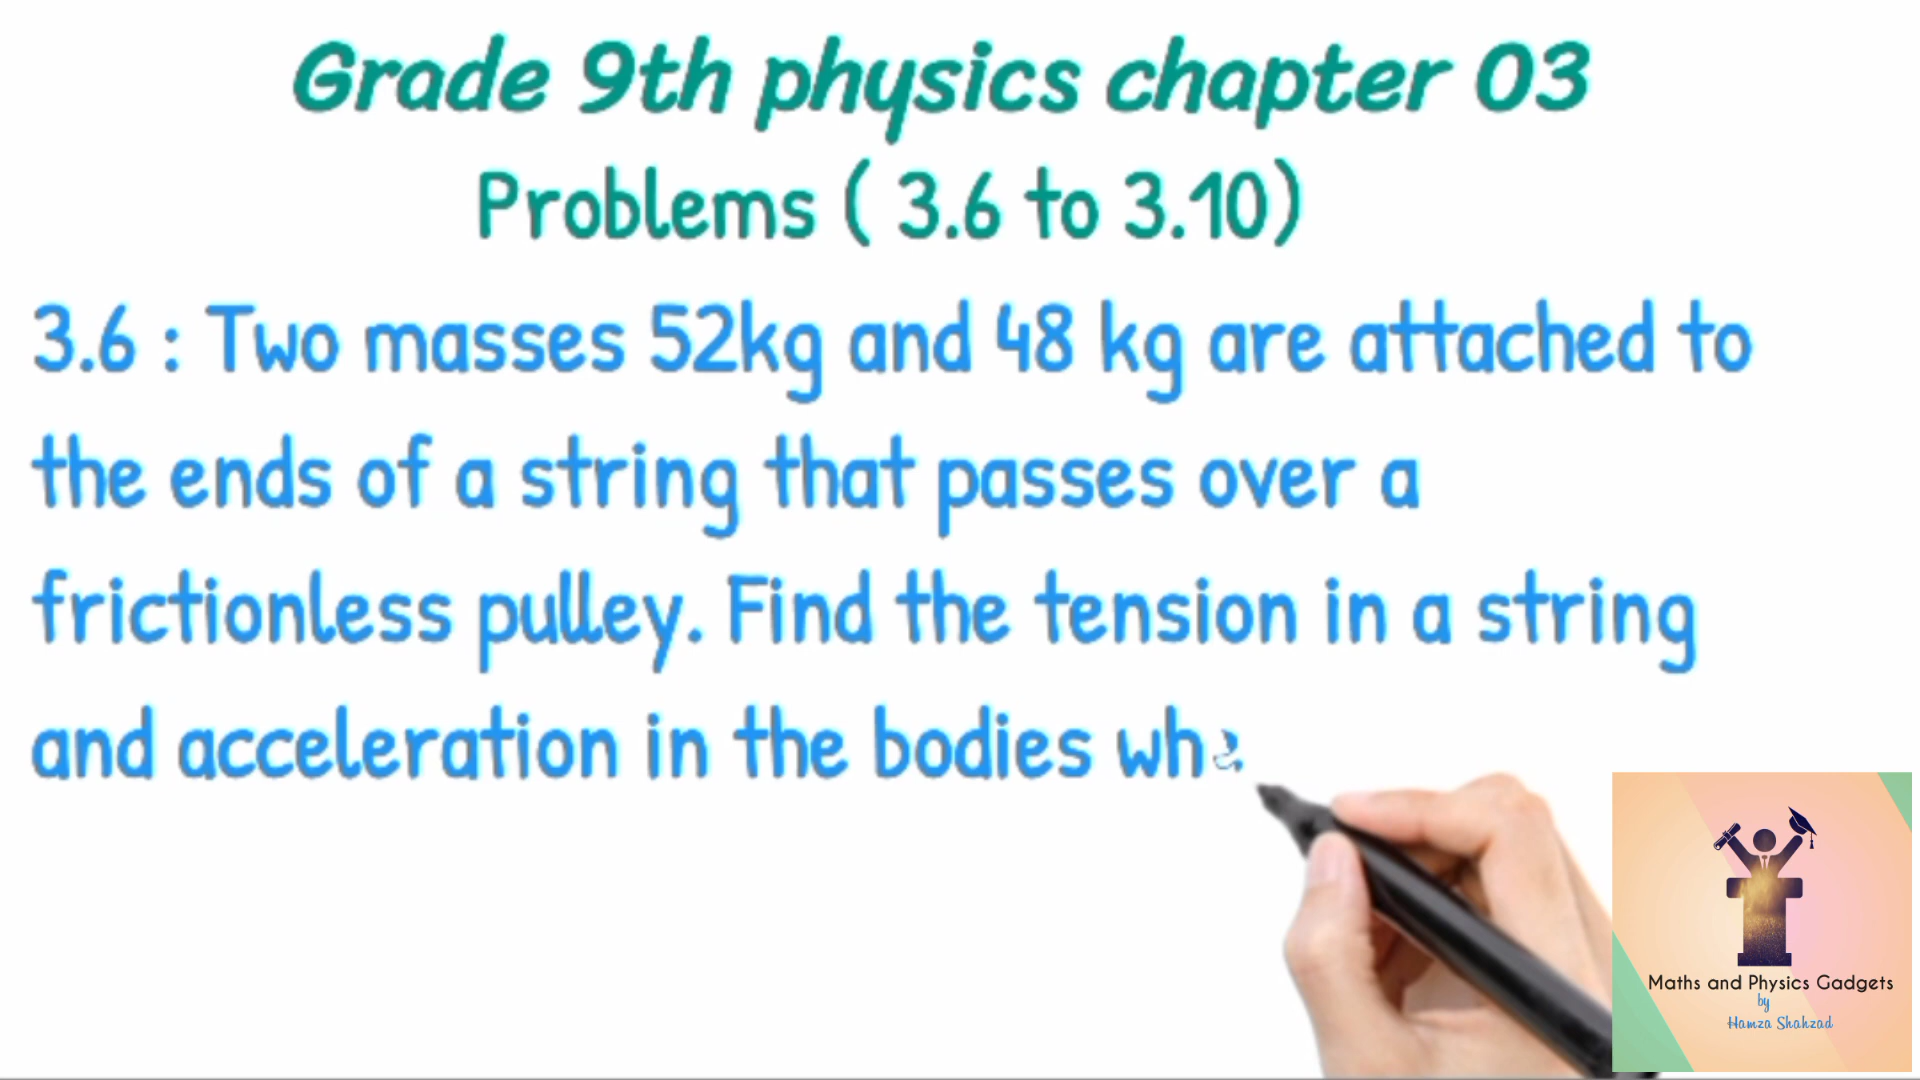 Grade 9th physics chapter 03
Problems ( 3.6 to 3.10)
3.6 : Two masses 52kg and 48 kg are attached to
the ends of a string that passes over a
frictionless pulley. Find the tension in a string
and acceleration in the bodies
Maths and Physics Gadgets
by
Hamza Shahzad